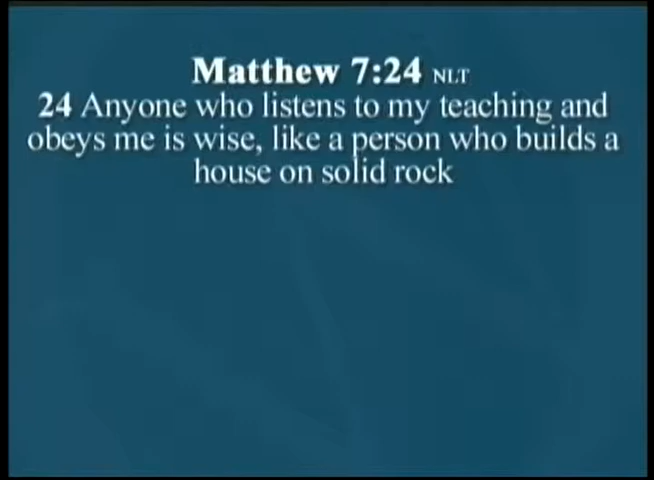 Matthew 7:24 NLT
24 Anyone who listens to my teaching and
obeys me is wise, like a person who builds a
house on solid rock